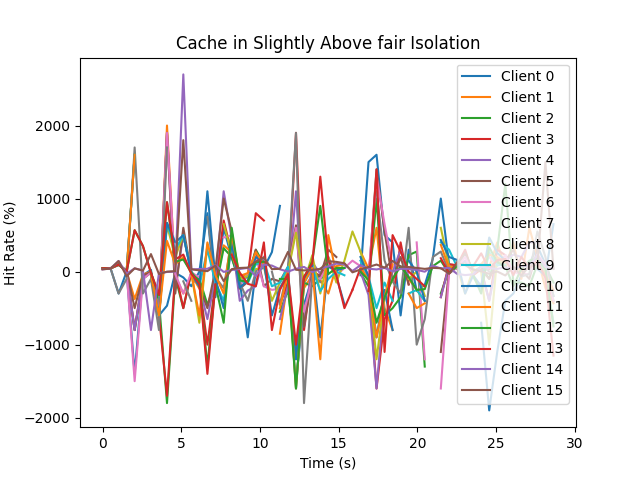 Cache in Slightly Above fair Isolation
Hit Rate (%)
2000
1000
0
−1000
−2000
0
5
10
15
20
25
30
Time (s)
Client 0
Client 1
Client 2
Client 3
Client 4
Client 5
Client 6
Client 7
Client 8
Client 9
Client 10
Client 11
Client 12
Client 13
Client 14
Client 15